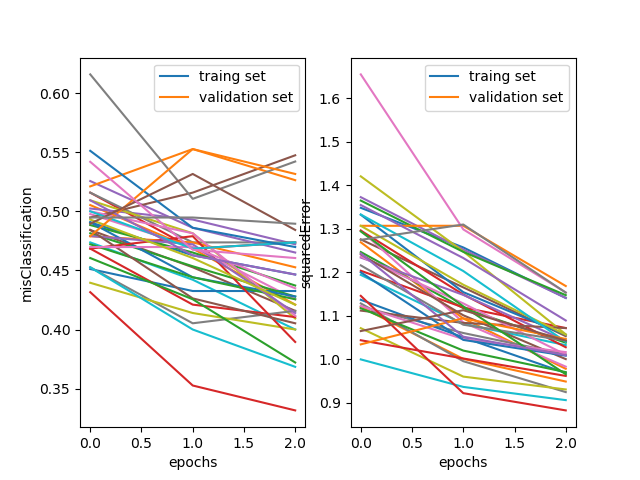 traing set
validation set
0.60
0.55
0.50
0.45
0.40
0.35
misClassification
0.0 0.5 1.0 1.5 2.0
epochs
traing set
validation set
1.6
1.5
1.4
1.3
1.2
1.1
1.0
0.9
squaredError
0.0 0.5 1.0 1.5 2.0
epochs